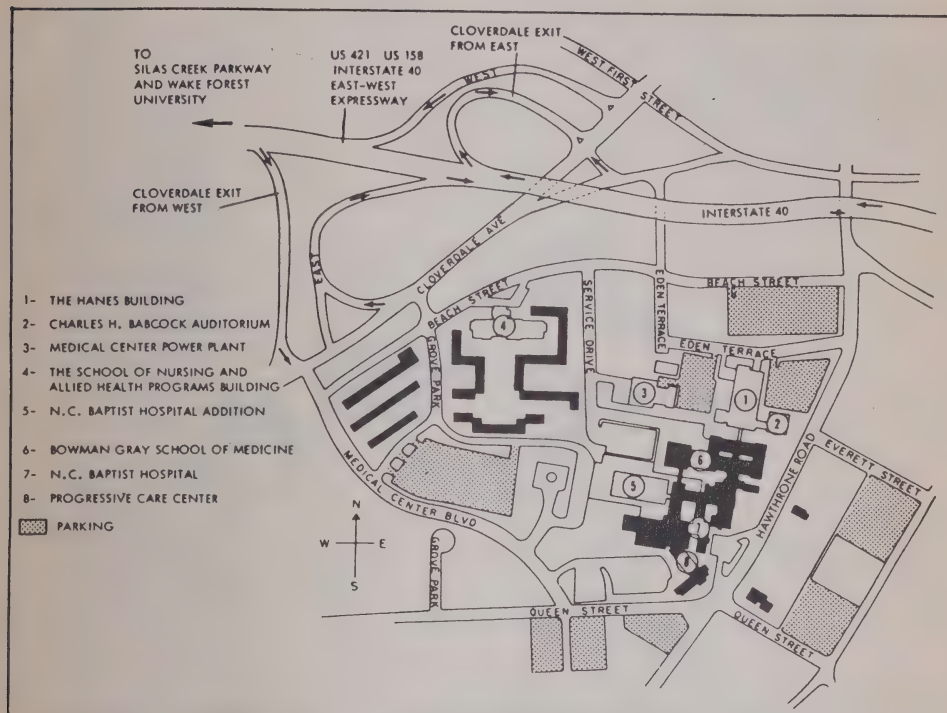 CLOVERDALE EXIT
FROM EAST
TO
SILAS CREEK PARKWAY
AND WAKE FOREST
UNIVERSITY
US 421 US 158
INTERSTATE 40
EAST-WEST
EXPRESSWAY
WEST FIRST
STREET
WEST
CLOVERDALE EXIT
FROM WEST
INTERSTATE 40
EAST
CLOVERDALE AVE
BEACH STREET
GROVE PARK
SERVICE DRIVE
EDEN TERRACE
BEACH STREET
EDEN TERRACE
1- THE HANES BUILDING
2- CHARLES H. BABCOCK AUDITORIUM
3- MEDICAL CENTER POWER PLANT
4- THE SCHOOL OF NURSING AND
ALLIED HEALTH PROGRAMS BUILDING
5- N.C. BAPTIST HOSPITAL ADDITION
6- BOWMAN GRAY SCHOOL OF MEDICINE
7- N.C. BAPTIST HOSPITAL
8- PROGRESSIVE CARE CENTER
PARKING
N
W E
S
4
3
1
2
6
5
7
8
MEDICAL CENTER BLVD
GROVE PARK
HAWTHRONE ROAD
EVERETT STREET
QUEEN STREET
QUEEN STREET